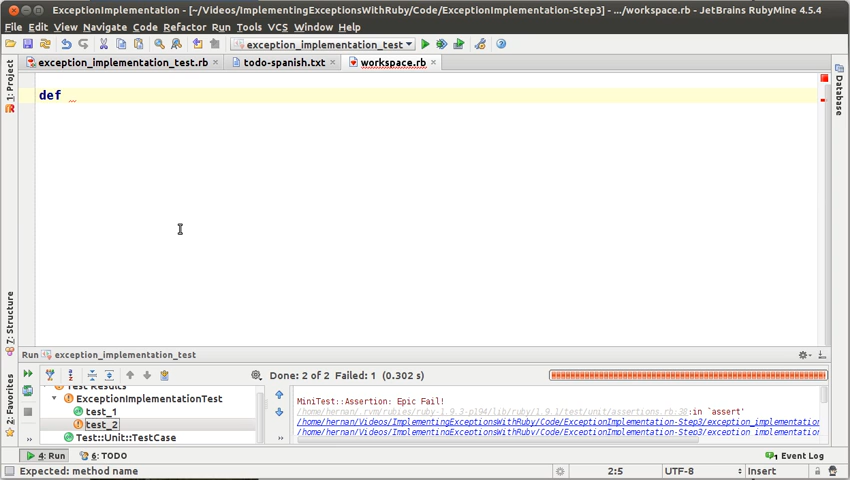 ExceptionImplementation - [~/Videos/ImplementingExceptionsWithRuby/Code/ExceptionImplementation-Step3] - .../workspace.rb - JetBrains RubyMine 4.5.4
File Edit View Navigate Code Refactor Run Tools VCS Window Help
exception_implementation_test
exception_implementation_test.rb todo-spanish.txt workspace.rb
1: Project
Database
def
7: Structure
2: Favorites
Run exception_implementation_test
Done: 2 of 2 Failed: 1 (0.302 s)
Test Results
ExceptionImplementationTest
test_1
test_2
Test::Unit::TestCase
MiniTest::Assertion: Epic Fail!
/home/hernan/.rvm/rubies/ruby-1.9.3-p194/lib/ruby/1.9.1/test/unit/assertions.rb:38:in `assert'
/home/hernan/Videos/ImplementingExceptionsWithRuby/Code/ExceptionImplementation-Step3/exception_implementation
/home/hernan/Videos/ImplementingExceptionsWithRuby/Code/ExceptionImplementation-Step3/exception_implementation
4: Run 6: TODO Event Log
Expected: method name 2:5 UTF-8 Insert